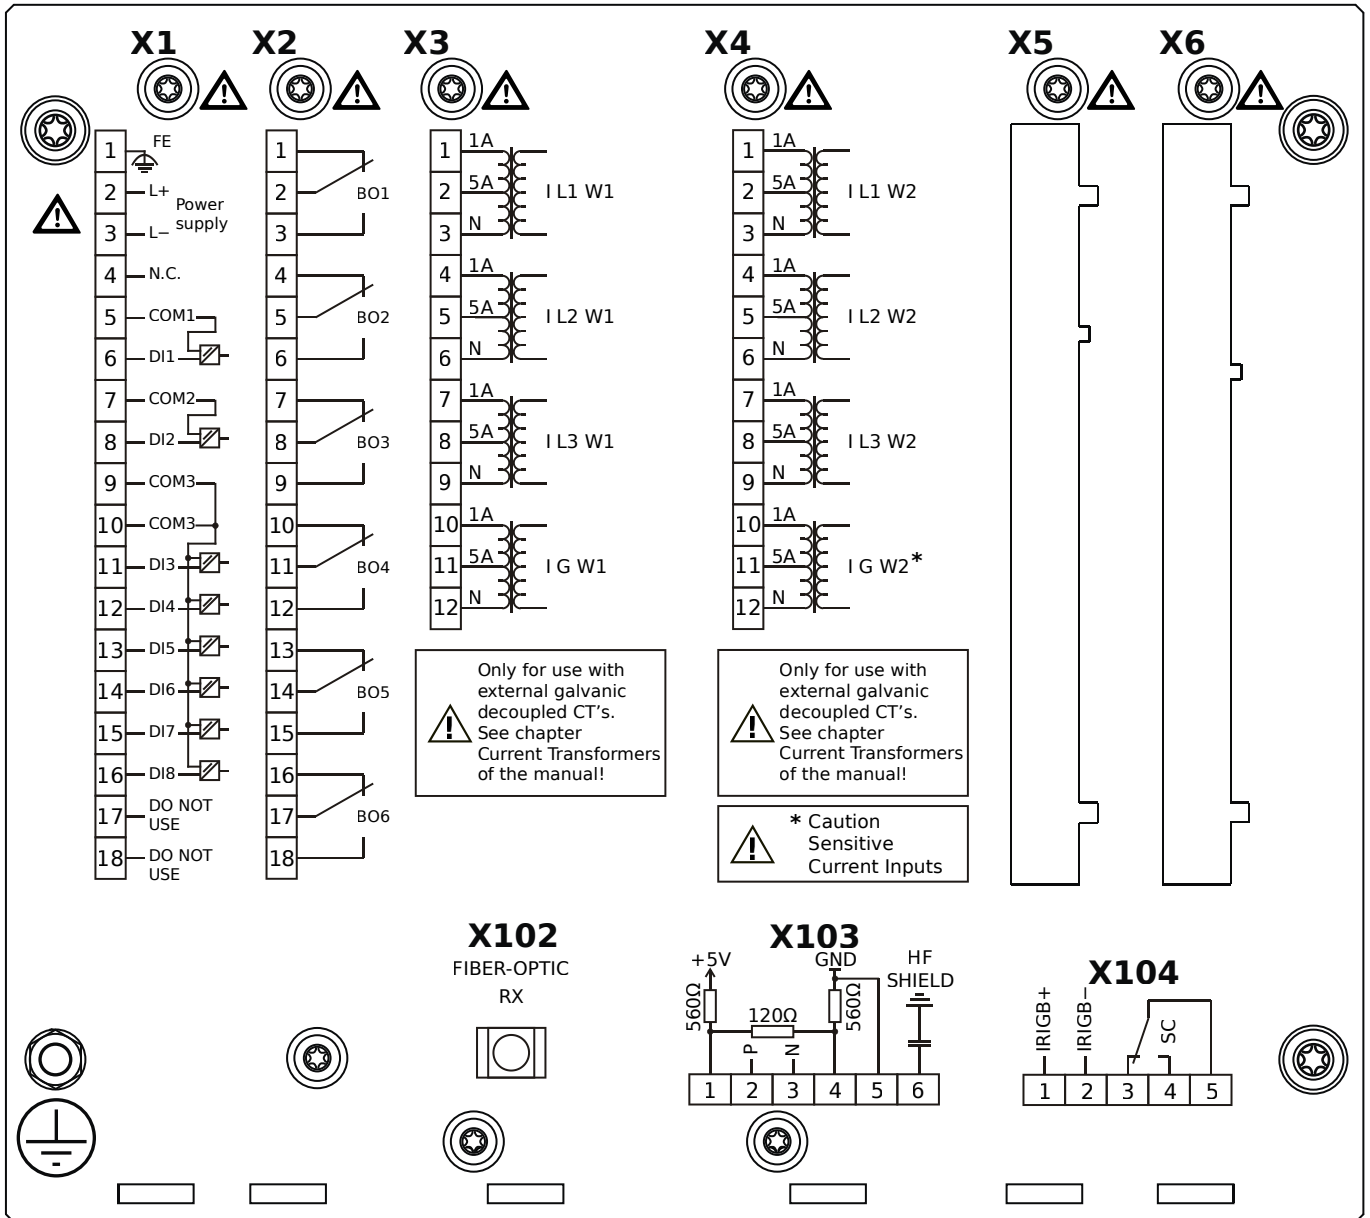 X1 X2 X3 X4 X5 X6
1 FE
2 L+
Power
supply
3 L−
4 N.C.
5 COM1
6 DI1
7 COM2
8 DI2
9 COM3
10 COM3
11 DI3
12 DI4
13 DI5
14 DI6
15 DI7
16 DI8
17 DO NOT
USE
18 DO NOT
USE
1
2 BO1
3
4
5 BO2
6
7
8 BO3
9
10
11 BO4
12
13
14 BO5
15
16
17 BO6
18
1 1A
2 5A I L1 W1
3 N
4 1A
5 5A I L2 W1
6 N
7 1A
8 5A I L3 W1
9 N
10 1A
11 5A I G W1
12 N
Only for use with
external galvanic
decoupled CT's.
See chapter
Current Transformers
of the manual!
1 1A
2 5A I L1 W2
3 N
4 1A
5 5A I L2 W2
6 N
7 1A
8 5A I L3 W2
9 N
10 1A
11 5A I G W2*
12 N
Only for use with
external galvanic
decoupled CT's.
See chapter
Current Transformers
of the manual!
* Caution
Sensitive
Current Inputs
X102
FIBER-OPTIC
RX
X103
+5V GND HF
SHIELD
560Ω 120Ω 560Ω
P N
1 2 3 4 5 6
X104
IRIGB+ IRIGB− SC
1 2 3 4 5